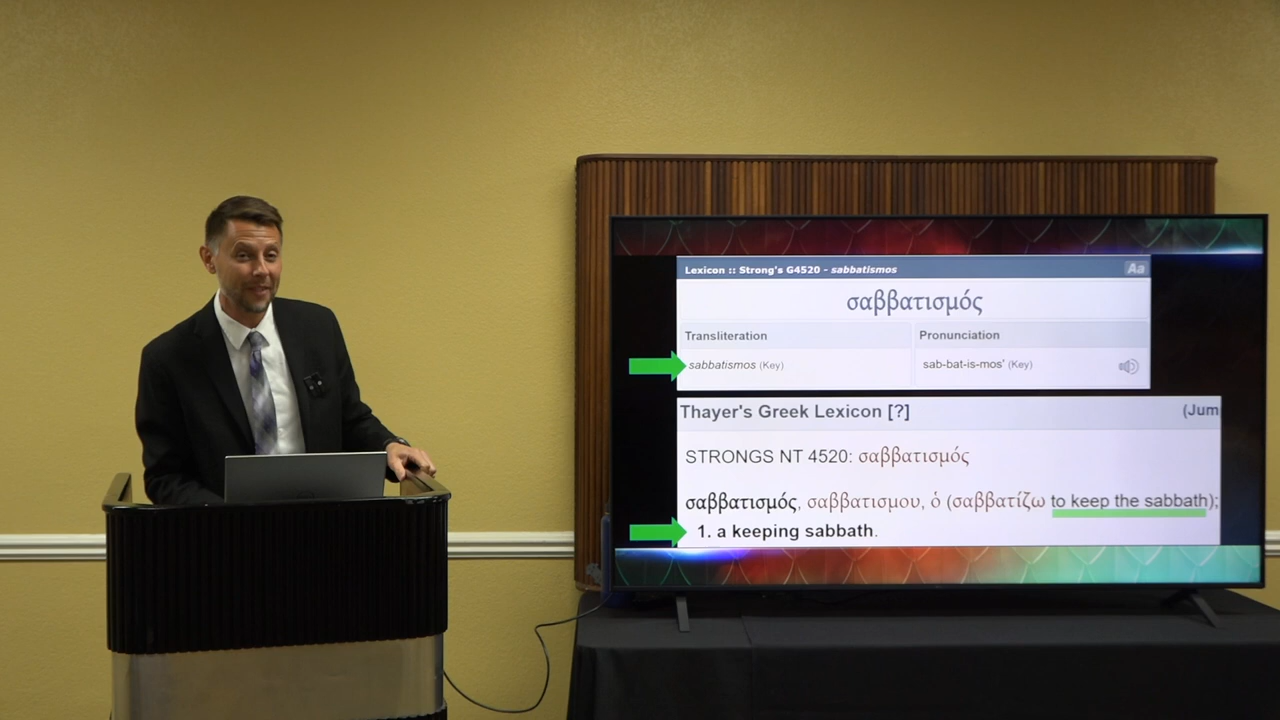 Lexicon :: Strong's G4520 - sabbatismos
Aa
σαββατισμός
Transliteration
Pronunciation
sabbatismos (Key)
sab-bat-is-mos' (Key)
Thayer's Greek Lexicon [?]
(Jum
STRONGS NT 4520: σαββατισμός
σαββατισμός, σαββατισμου, ὁ (σαββατίζω to keep the sabbath);
1. a keeping sabbath.